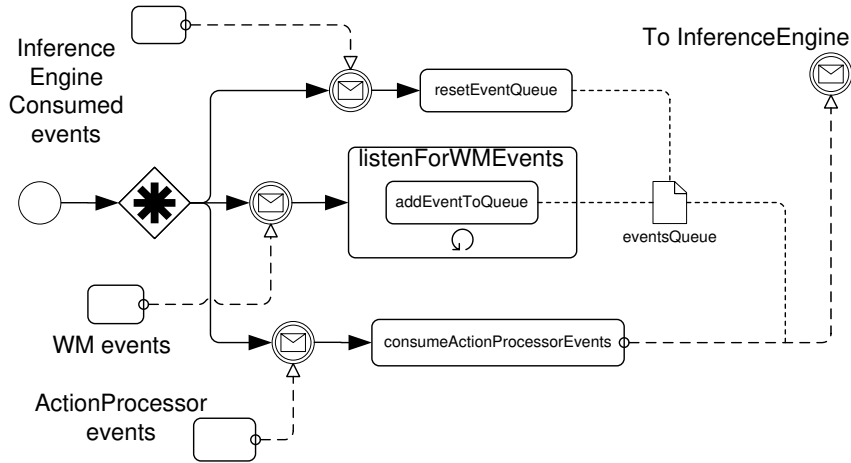 Inference
Engine
Consumed
events
To InferenceEngine
resetEventQueue
listenForWMEvents
addEventToQueue
eventsQueue
WM events
consumeActionProcessorEvents
ActionProcessor
events